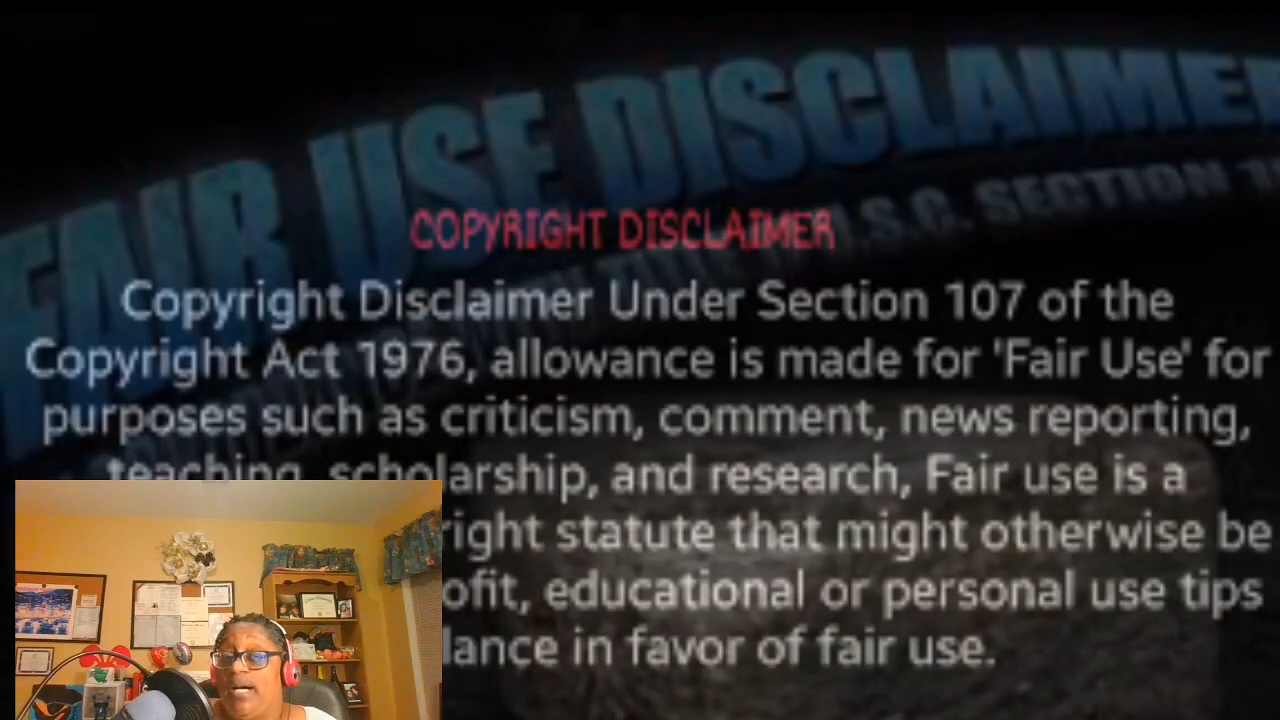 FAIR USE DISCLAIMER
U.S.C. SECTION
COPYRIGHT DISCLAIMER
Copyright Disclaimer Under Section 107 of the
Copyright Act 1976, allowance is made for 'Fair Use' for
purposes such as criticism, comment, news reporting,
teaching, scholarship, and research, Fair use is a
right statute that might otherwise be
ofit, educational or personal use tips
lance in favor of fair use.